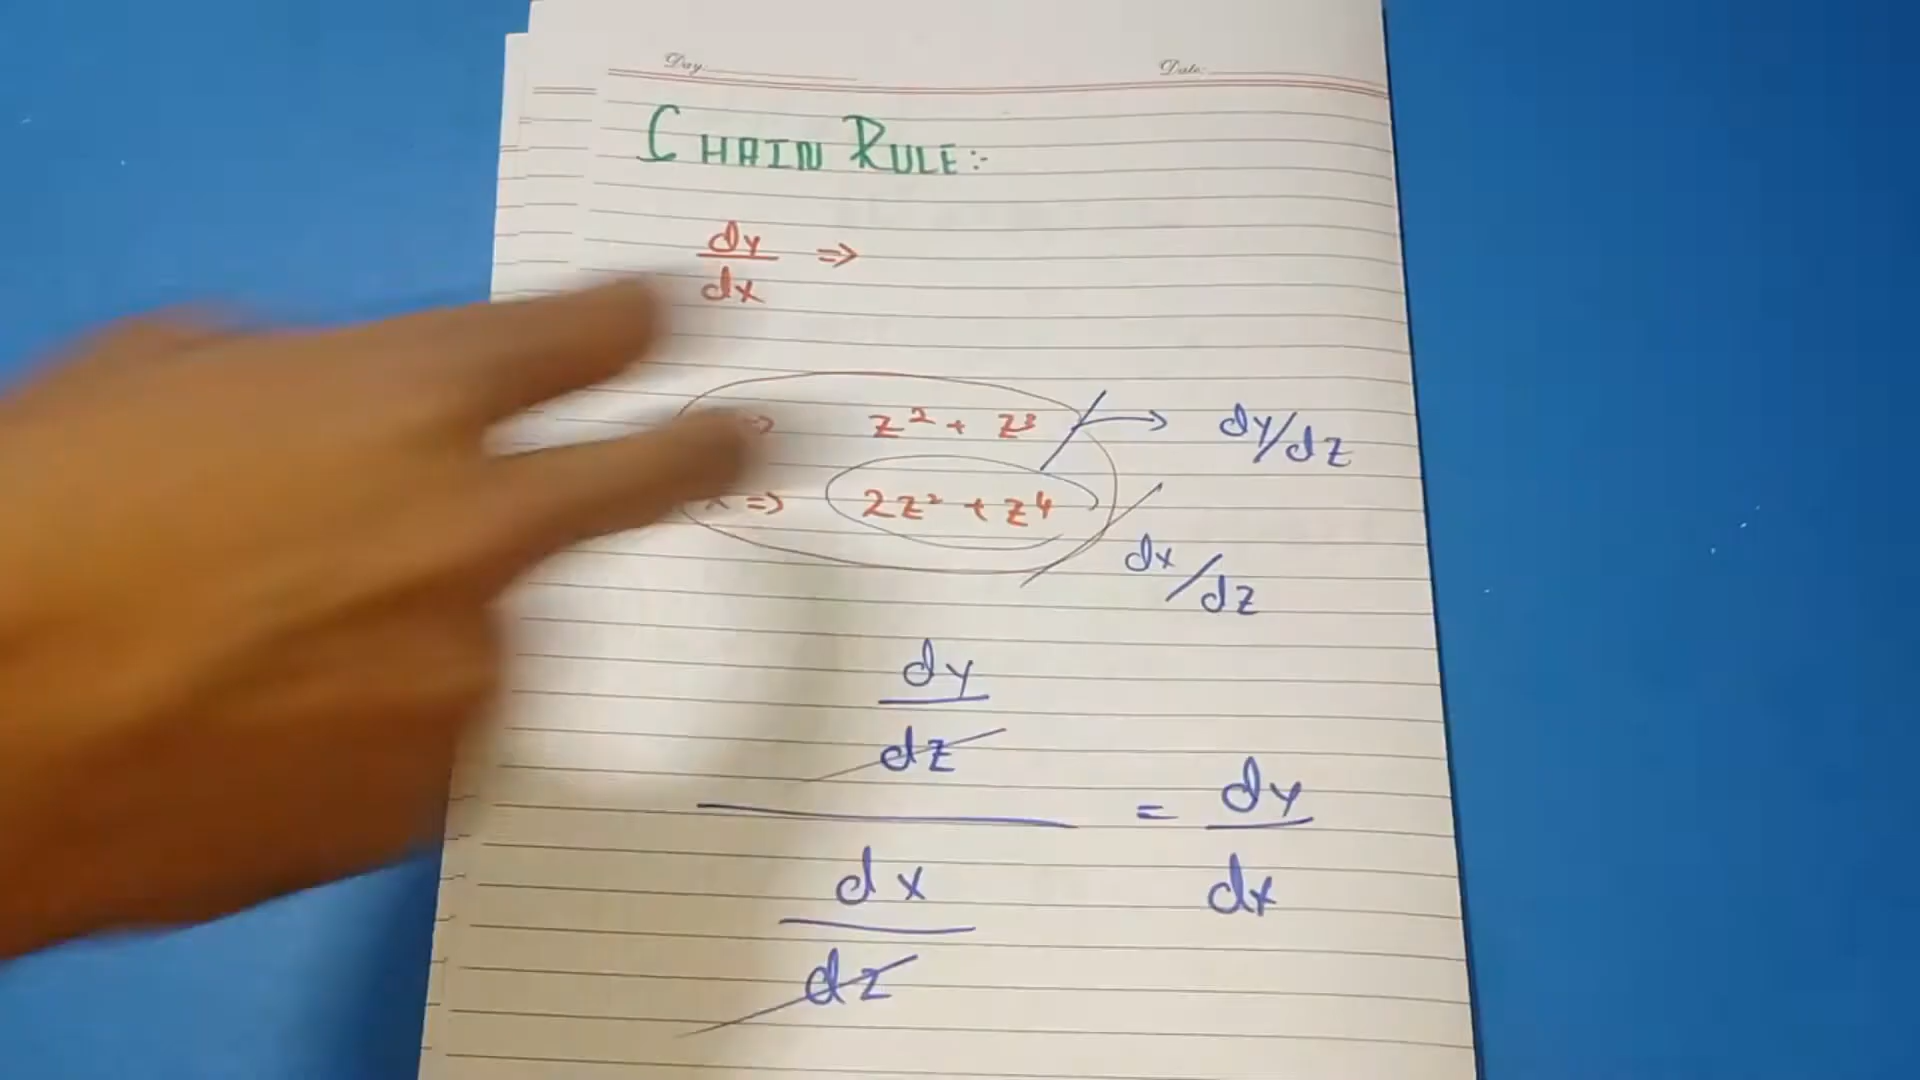 Day: Date:
CHAIN RULE:-
dy
dx ⇒
⇒ z² + z³ → dy/dz
x ⇒ 2z² + z⁴
dx/dz
dy
dz
= dy
dx
dx
dz